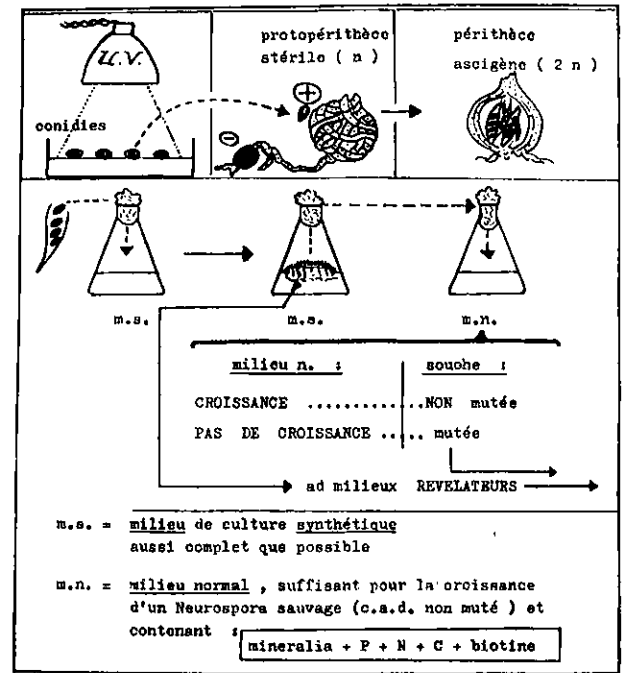 U.V.
conidies
protopérithèce
stérile ( n )
+
-
périthèce
ascigène ( 2 n )
m.s.
m.s.
m.n.
milieu n. :
souche :
CROISSANCE .............NON mutée
PAS DE CROISSANCE ..... mutée
ad milieux REVELATEURS
m.s. = milieu de culture synthétique
aussi complet que possible
m.n. = milieu normal , suffisant pour la croissance
d'un Neurospora sauvage (c.a.d. non muté ) et
contenant :
mineralia + P + N + C + biotine